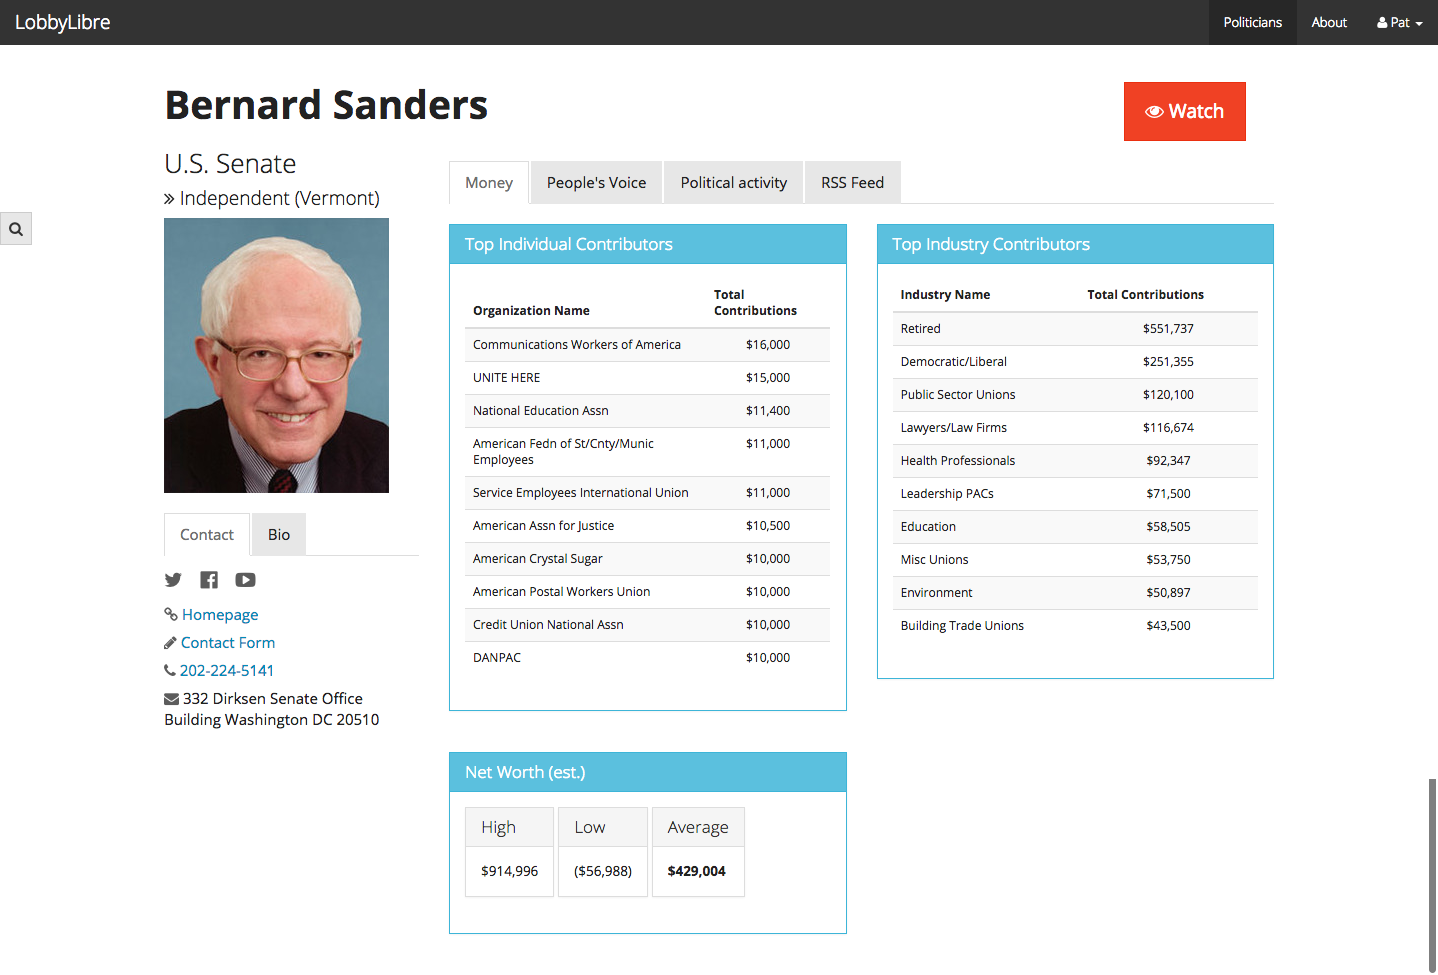 LobbyLibre
Politicians About Pat
Bernard Sanders
Watch
U.S. Senate
» Independent (Vermont)
Contact Bio
Homepage
Contact Form
202-224-5141
332 Dirksen Senate Office
Building Washington DC 20510
Money People's Voice Political activity RSS Feed
Top Individual Contributors
Organization Name Total
Contributions
Communications Workers of America $16,000
UNITE HERE $15,000
National Education Assn $11,400
American Fedn of St/Cnty/Munic $11,000
Employees
Service Employees International Union $11,000
American Assn for Justice $10,500
American Crystal Sugar $10,000
American Postal Workers Union $10,000
Credit Union National Assn $10,000
DANPAC $10,000
Top Industry Contributors
Industry Name Total Contributions
Retired $551,737
Democratic/Liberal $251,355
Public Sector Unions $120,100
Lawyers/Law Firms $116,674
Health Professionals $92,347
Leadership PACs $71,500
Education $58,505
Misc Unions $53,750
Environment $50,897
Building Trade Unions $43,500
Net Worth (est.)
High Low Average
$914,996 ($56,988) $429,004